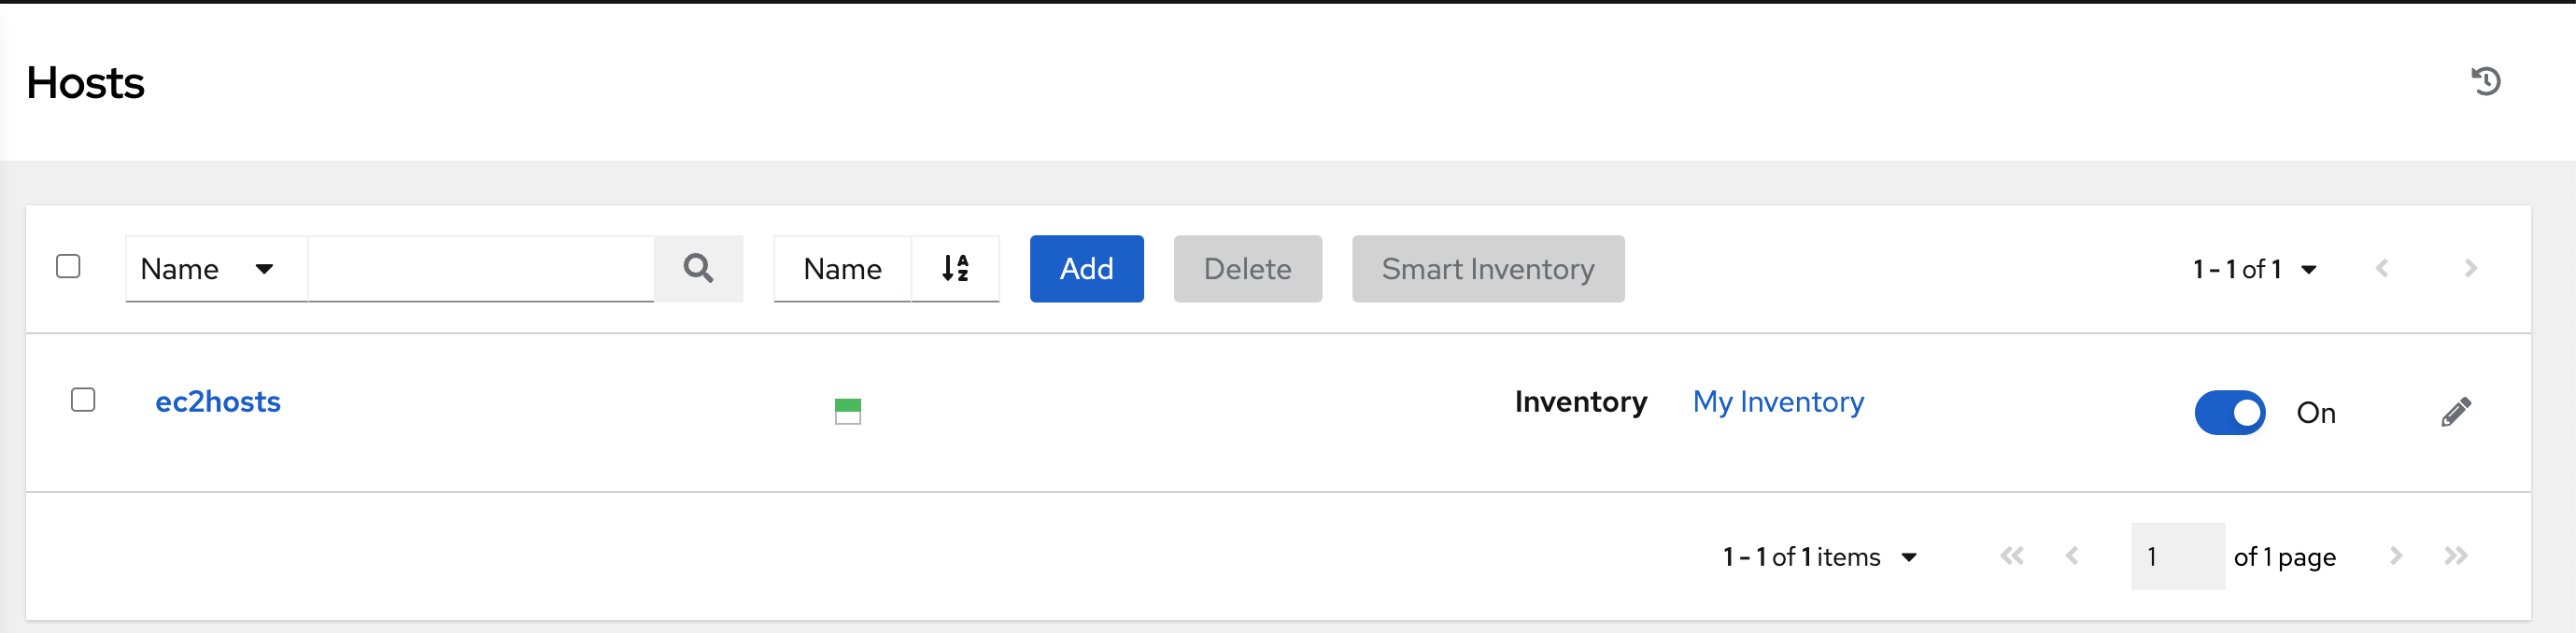 Hosts
Name Name Add Delete Smart Inventory 1 - 1 of 1
ec2hosts Inventory My Inventory On
1 - 1 of 1 items 1 of 1 page